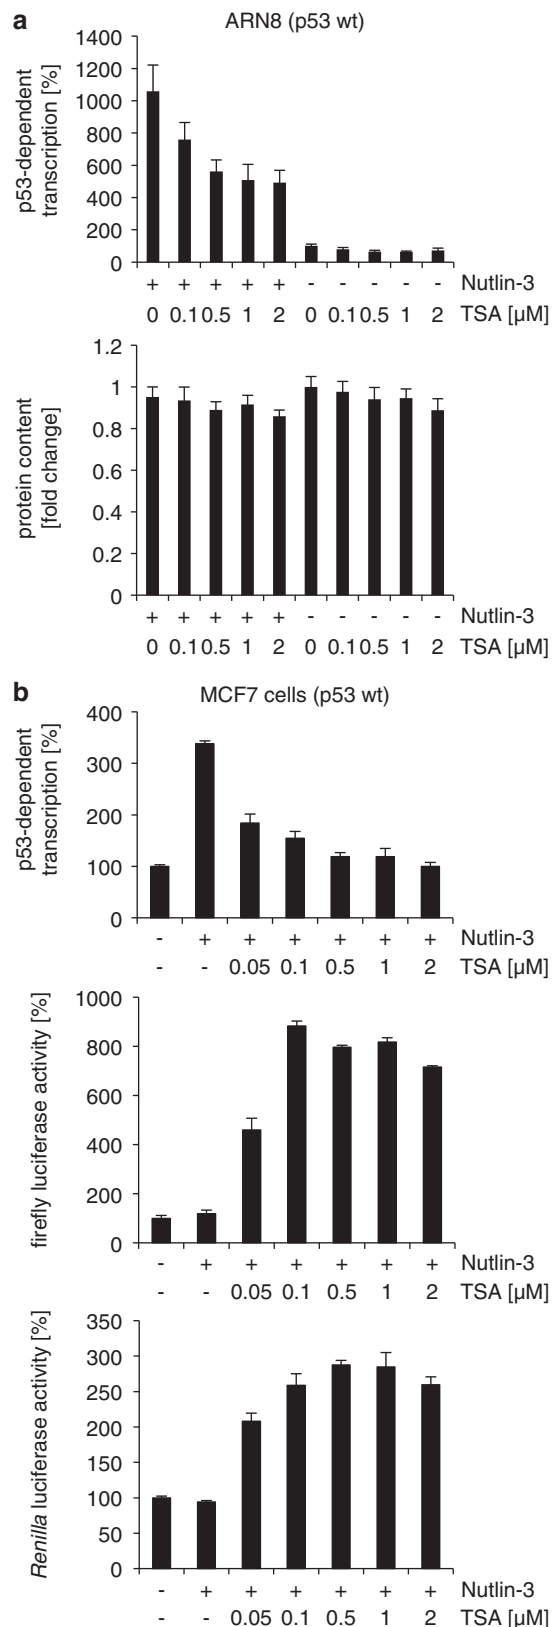 a
ARN8 (p53 wt)
p53-dependent
transcription [%]
1400
1200
1000
800
600
400
200
0
+ + + + + - - - - - Nutlin-3
0 0.1 0.5 1 2 0 0.1 0.5 1 2 TSA [µM]
protein content
[fold change]
1.2
1
0.8
0.6
0.4
0.2
0
+ + + + + - - - - - Nutlin-3
0 0.1 0.5 1 2 0 0.1 0.5 1 2 TSA [µM]
b
MCF7 cells (p53 wt)
p53-dependent
transcription [%]
400
300
200
100
0
- + + + + + + Nutlin-3
- - 0.05 0.1 0.5 1 2 TSA [µM]
firefly luciferase activity [%]
1000
800
600
400
200
0
- + + + + + + Nutlin-3
- - 0.05 0.1 0.5 1 2 TSA [µM]
Renilla luciferase activity [%]
350
300
250
200
150
100
50
0
- + + + + + + Nutlin-3
- - 0.05 0.1 0.5 1 2 TSA [µM]